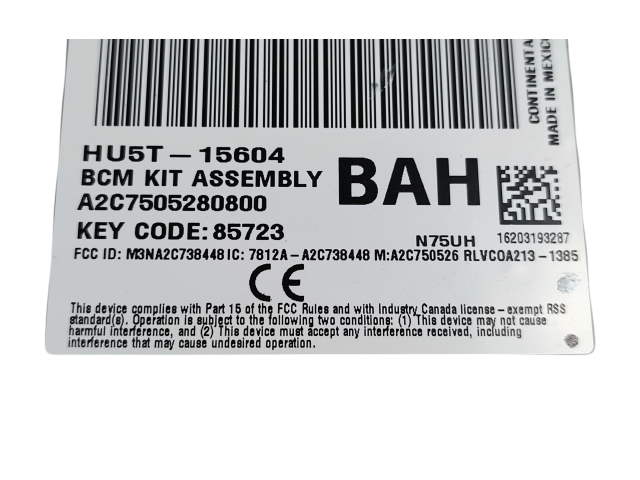 CONTINENTA
MADE IN MEXICO
HU5T-15604
BAH
BCM KIT ASSEMBLY
A2C7505280800
KEY CODE: 85723
N75UH
16203193287
FCC ID: M3NA2C738448 IC: 7812A-A2C738448 M:A2C750526 RLVCOA213-1385
CE
This device complies with Part 15 of the FCC Rules and with Industry Canada license-exempt RSS
standard(s). Operation is subject to the following two conditions: (1) This device may not cause
harmful interference, and (2) This device must accept any interference received, including
interference that may cause undesired operation.